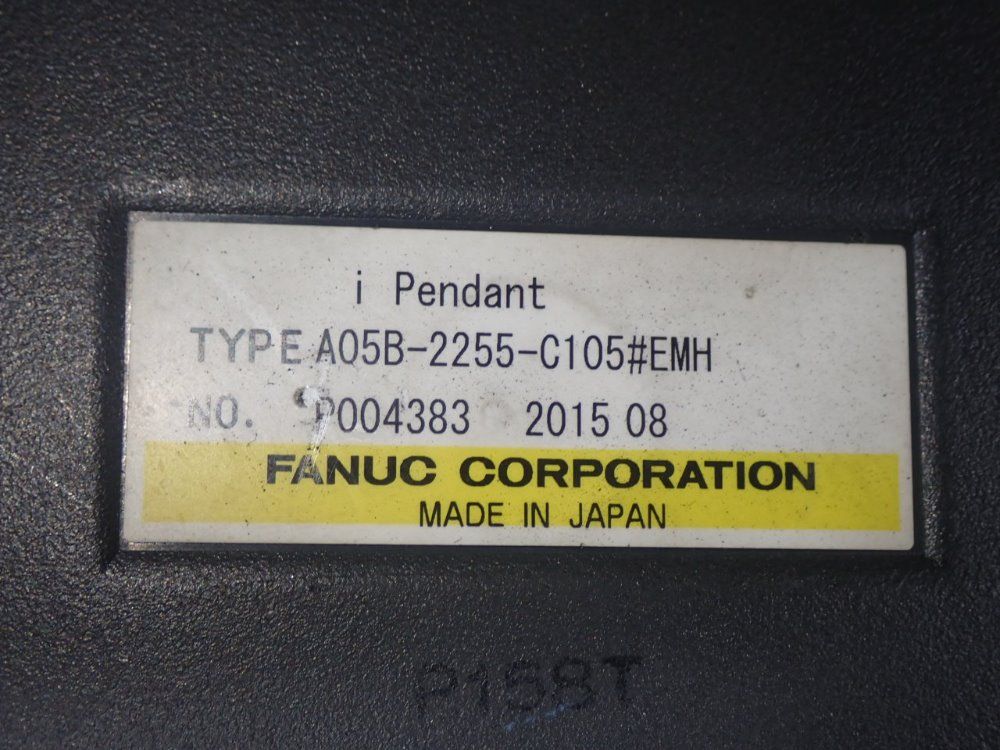 i Pendant
TYPE A05B-2255-C105#EMH
NO. P004383 2015 08
FANUC CORPORATION
MADE IN JAPAN
P158T